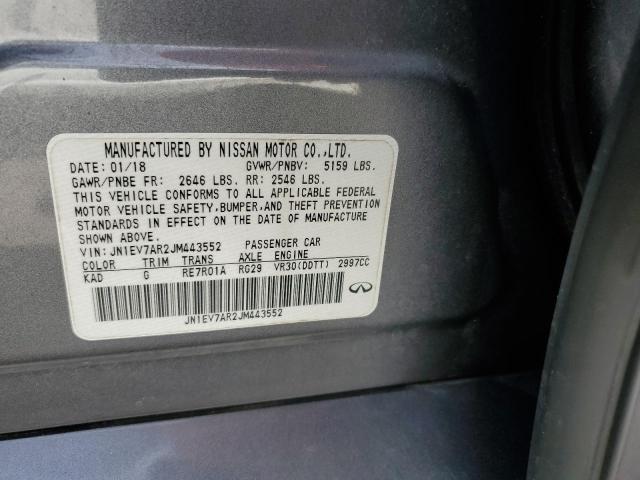 MANUFACTURED BY NISSAN MOTOR CO.,LTD.
DATE: 01/18 GVWR/PNBV: 5159 LBS.
GAWR/PNBE FR: 2646 LBS. RR: 2546 LBS.
THIS VEHICLE CONFORMS TO ALL APPLICABLE FEDERAL
MOTOR VEHICLE SAFETY,BUMPER,AND THEFT PREVENTION
STANDARDS IN EFFECT ON THE DATE OF MANUFACTURE
SHOWN ABOVE.
VIN: JN1EV7AR2JM443552 PASSENGER CAR
COLOR TRIM TRANS AXLE ENGINE
KAD G RE7R01A RG29 VR30(DDTT) 2997CC
JN1EV7AR2JM443552